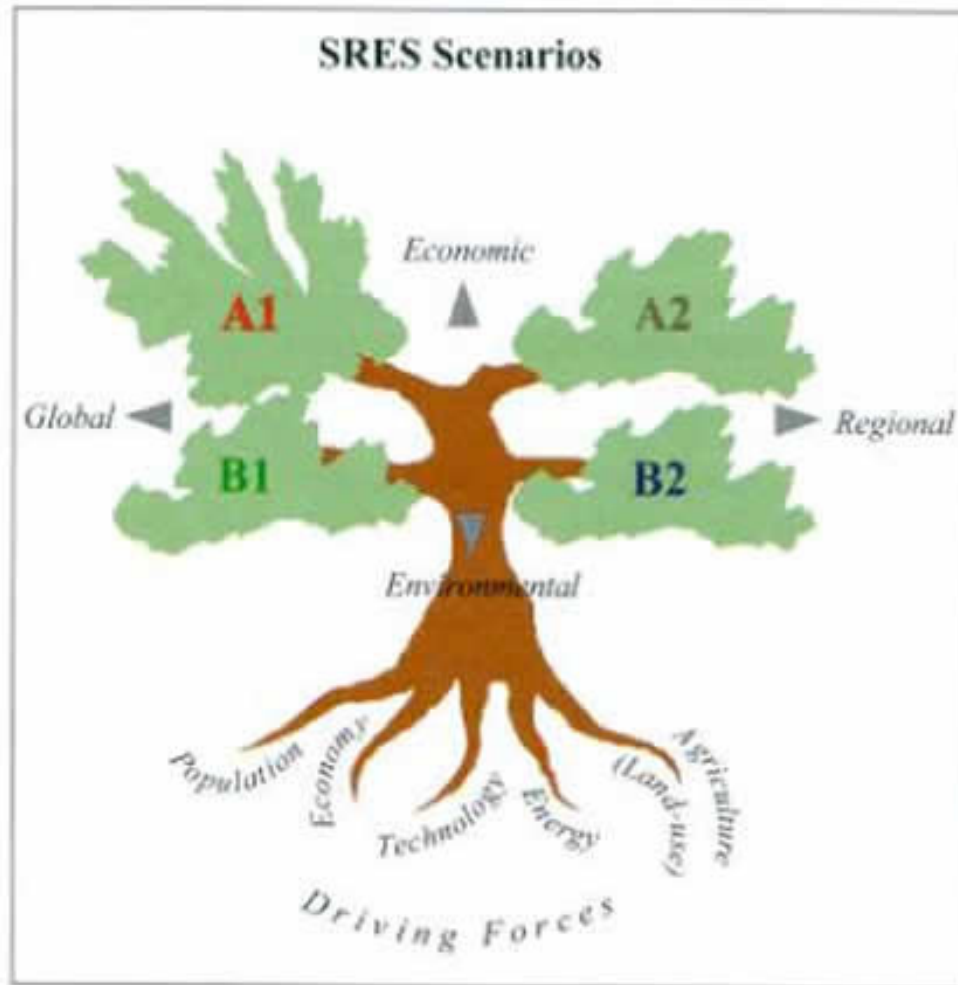 SRES Scenarios
Economic
A1
A2
Global
Regional
B1
B2
Environmental
Population
Economy
Technology
Energy
Agriculture
(Land-use)
Driving Forces